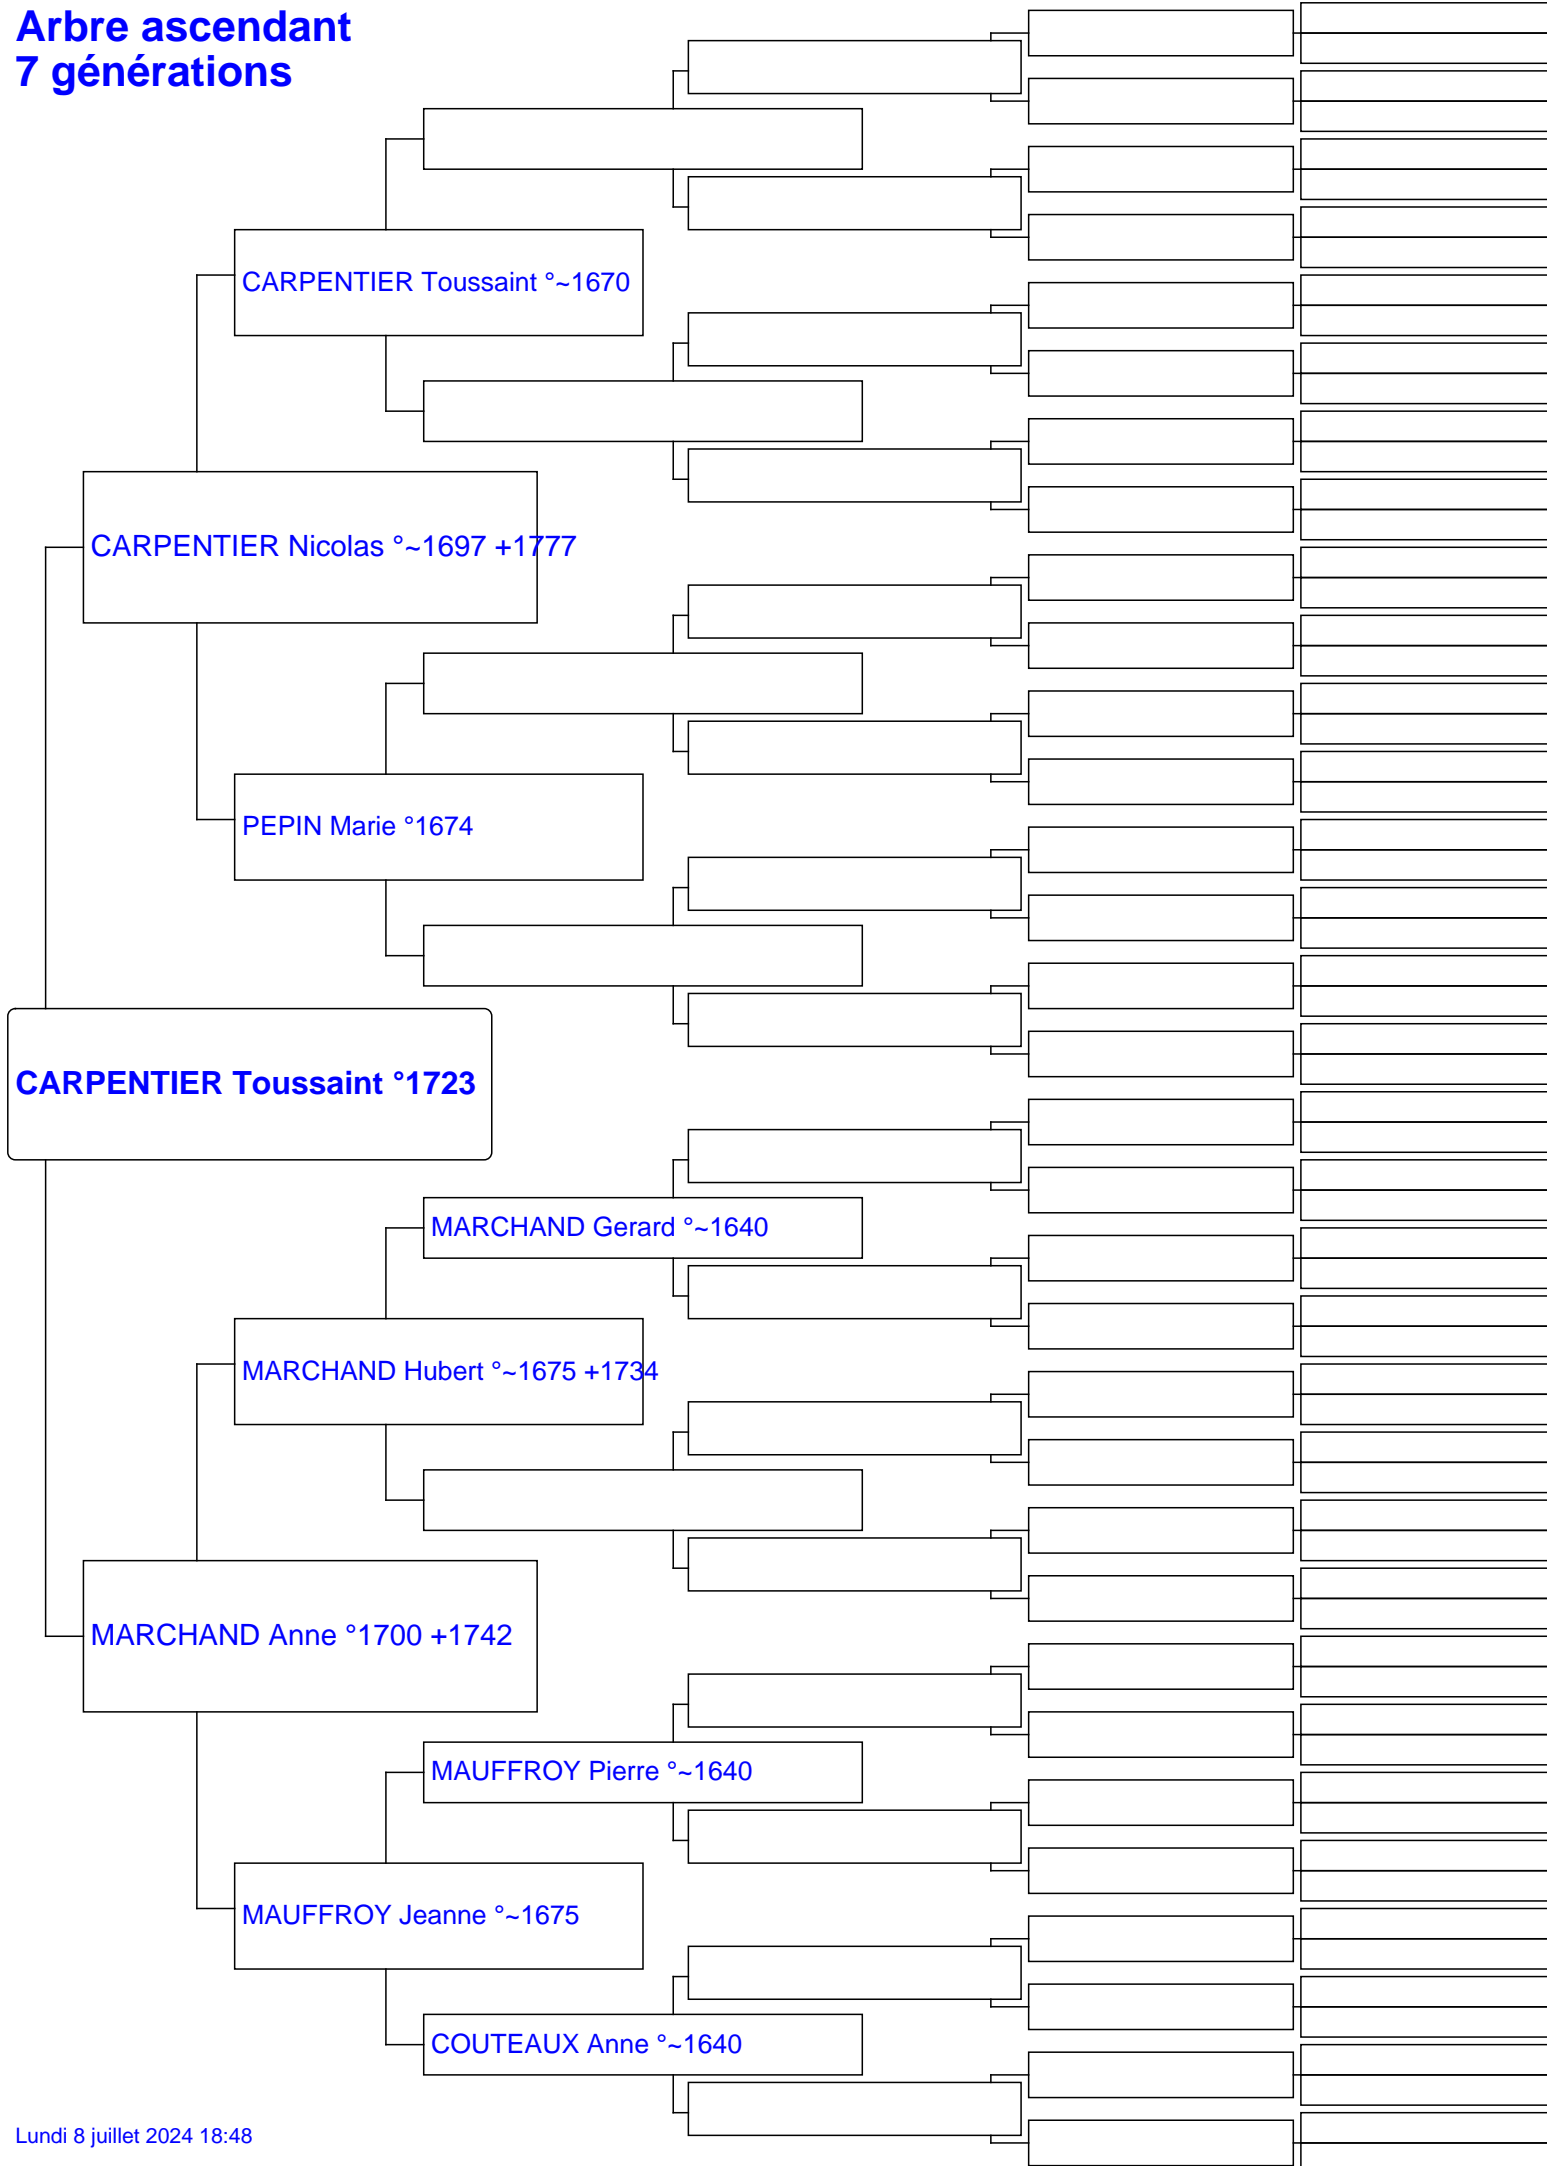 Arbre ascendant
7 générations
CARPENTIER Toussaint °~1670
CARPENTIER Nicolas °~1697 +1777
PEPIN Marie °1674
CARPENTIER Toussaint °1723
MARCHAND Gerard °~1640
MARCHAND Hubert °~1675 +1734
MARCHAND Anne °1700 +1742
MAUFFROY Pierre °~1640
MAUFFROY Jeanne °~1675
COUTEAUX Anne °~1640
Lundi 8 juillet 2024 18:48